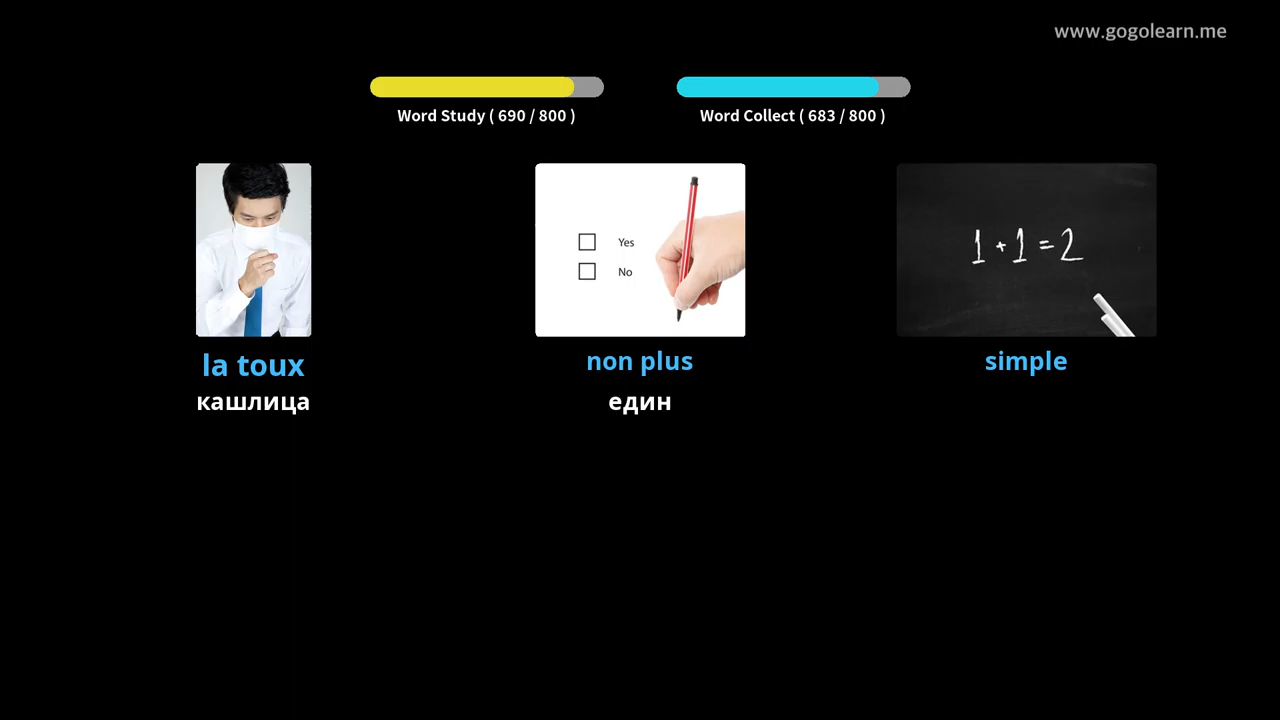 www.gogolearn.me
Word Study ( 690 / 800 )
Word Collect ( 683 / 800 )
Yes
No
1 + 1 = 2
la toux
non plus
simple
кашлица
един